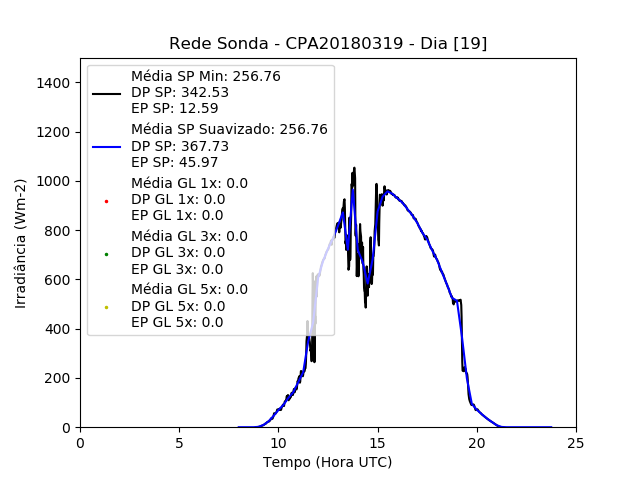 Rede Sonda - CPA20180319 - Dia [19]
Média SP Min: 256.76
DP SP: 342.53
EP SP: 12.59
Média SP Suavizado: 256.76
DP SP: 367.73
EP SP: 45.97
Média GL 1x: 0.0
DP GL 1x: 0.0
EP GL 1x: 0.0
Média GL 3x: 0.0
DP GL 3x: 0.0
EP GL 3x: 0.0
Média GL 5x: 0.0
DP GL 5x: 0.0
EP GL 5x: 0.0
Irradiância (Wm-2)
1400
1200
1000
800
600
400
200
0
0 5 10 15 20 25
Tempo (Hora UTC)